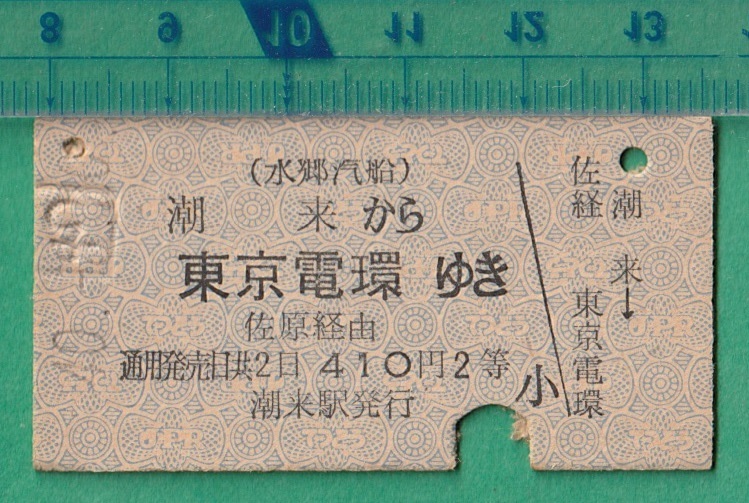 8 9 10 11 12 13
(水郷汽船)
潮来から
東京電環ゆき
佐原経由
通用発売日共2日 410円2等
潮来駅発行
小
佐経
潮来→東京電環